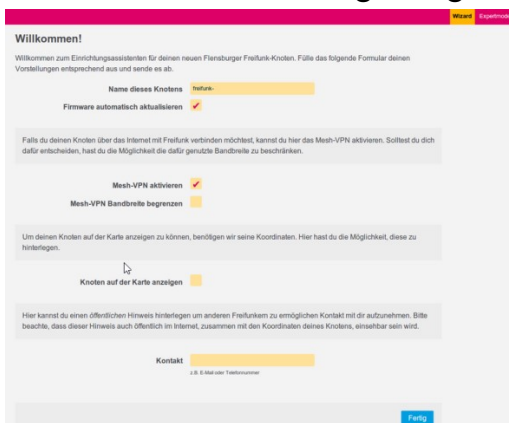 Wizard Expertmode
Willkommen!
Willkommen zum Einrichtungsassistenten für deinen neuen Flensburger Freifunk-Knoten. Fülle das folgende Formular deinen
Vorstellungen entsprechend aus und sende es ab.
Name dieses Knotens freifunk-
Firmware automatisch aktualisieren
Falls du deinen Knoten über das Internet mit Freifunk verbinden möchtest, kannst du hier das Mesh-VPN aktivieren. Solltest du dich
dafür entscheiden, hast du die Möglichkeit die dafür genutzte Bandbreite zu beschränken.
Mesh-VPN aktivieren
Mesh-VPN Bandbreite begrenzen
Um deinen Knoten auf der Karte anzeigen zu können, benötigen wir seine Koordinaten. Hier hast du die Möglichkeit, diese zu
hinterlegen.
Knoten auf der Karte anzeigen
Hier kannst du einen öffentlichen Hinweis hinterlegen um anderen Freifunkern zu ermöglichen Kontakt mit dir aufzunehmen. Bitte
beachte, dass dieser Hinweis auch öffentlich im Internet, zusammen mit den Koordinaten deines Knotens, einsehbar sein wird.
Kontakt
z.B. E-Mail oder Telefonnummer
Fertig